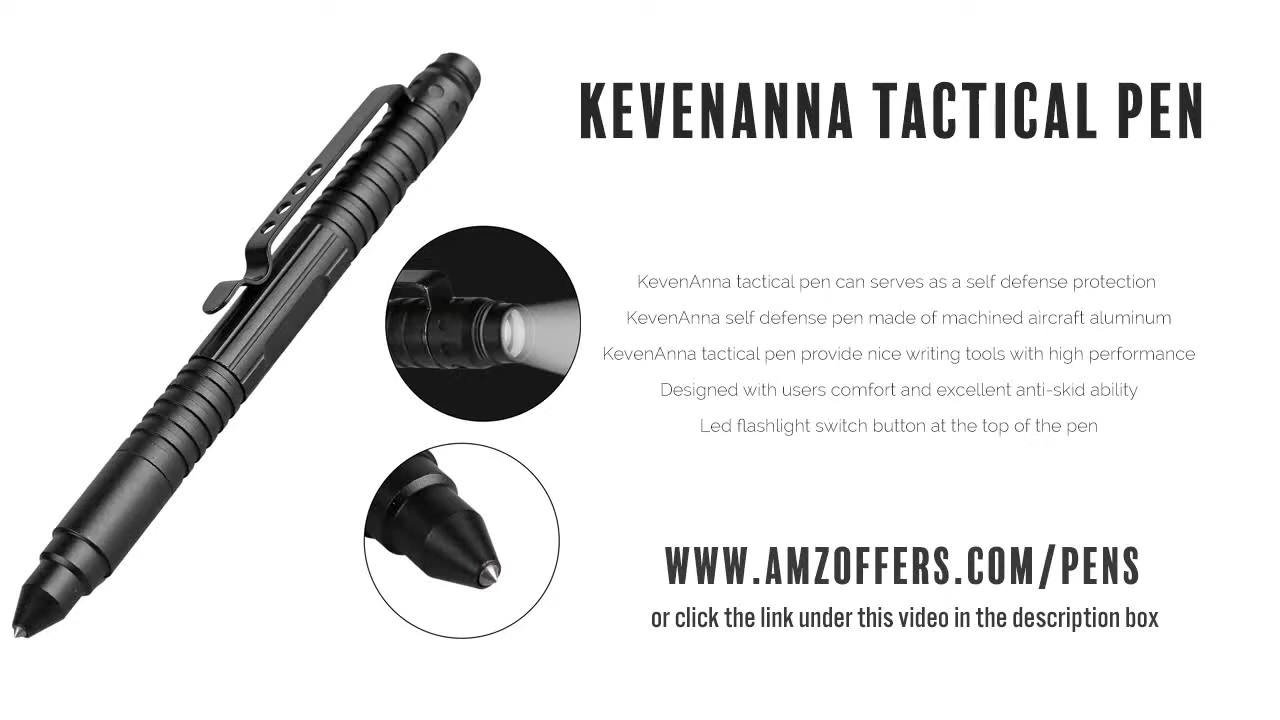 KEVENANNA TACTICAL PEN
KevenAnna tactical pen can serves as a self defense protection
KevenAnna self defense pen made of machined aircraft aluminum
KevenAnna tactical pen provide nice writing tools with high performance
Designed with users comfort and excellent anti-skid ability
Led flashlight switch button at the top of the pen
WWW.AMZOFFERS.COM/PENS
or click the link under this video in the description box